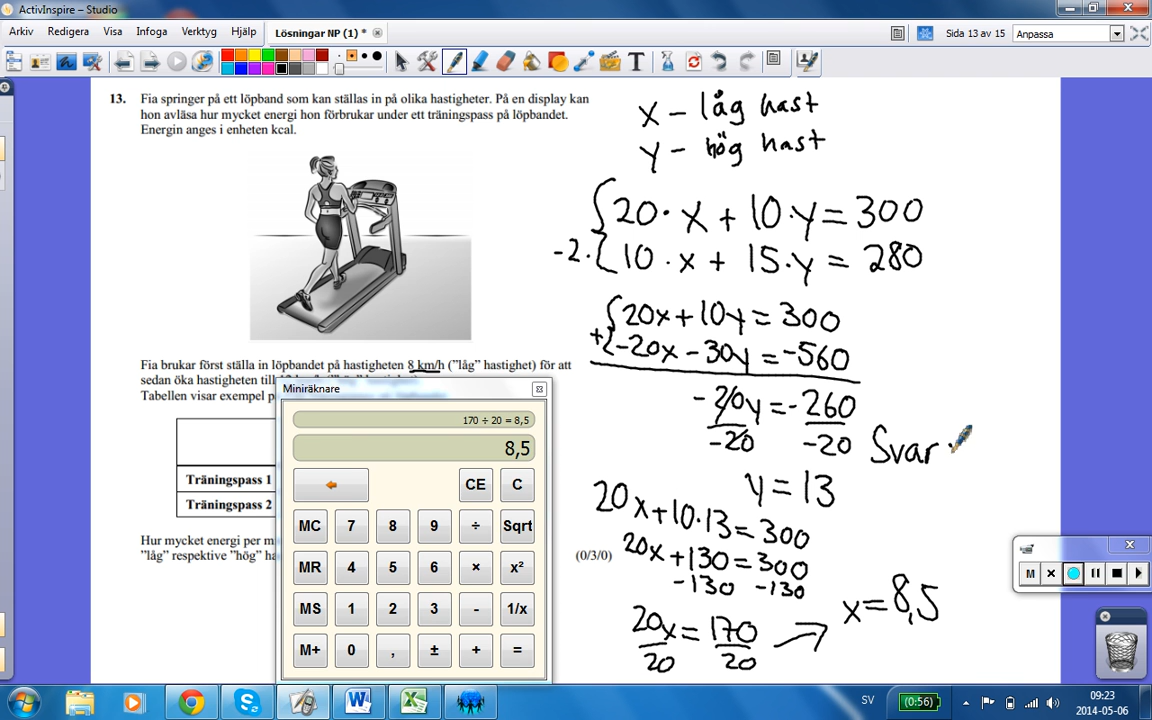 ActivInspire – Studio
Arkiv Redigera Visa Infoga Verktyg Hjälp Lösningar NP (1) *
Sida 13 av 15 Anpassa
13. Fia springer på ett löpband som kan ställas in på olika hastigheter. På en display kan
hon avläsa hur mycket energi hon förbrukar under ett träningspass på löpbandet.
Energin anges i enheten kcal.
x – låg hast
y – hög hast
20·x + 10·y = 300
-2· 10·x + 15·y = 280
20x + 10y = 300
+ -20x - 30y = -560
-20y = -260
-20 -20
y = 13
Svar
20x + 10·13 = 300
20x + 130 = 300
-130 -130
20x = 170
20 20
x = 8,5
Fia brukar först ställa in löpbandet på hastigheten 8 km/h ("låg" hastighet) för att
sedan öka hastigheten till
Tabellen visar exempel
Träningspass 1
Träningspass 2
Hur mycket energi per
"låg" respektive "hög"
(0/3/0)
Miniräknare
170 ÷ 20 = 8,5
8,5
CE C
MC 7 8 9 ÷ Sqrt
MR 4 5 6 × x²
MS 1 2 3 - 1/x
M+ 0 , ± + =
M
SV (0:56) 09:23
2014-05-06